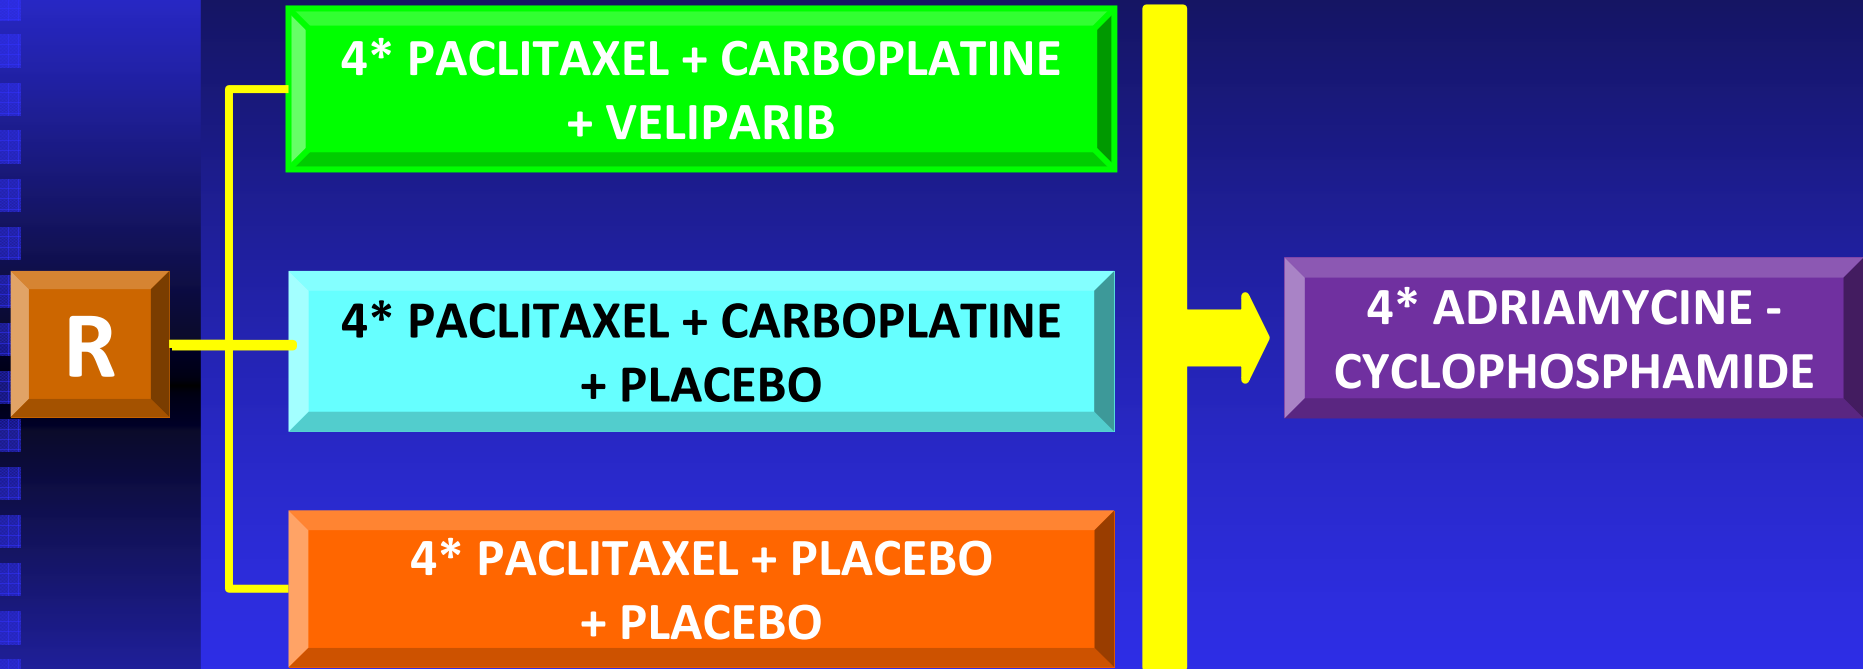 4* PACLITAXEL + CARBOPLATINE
+ VELIPARIB
R
4* PACLITAXEL + CARBOPLATINE
+ PLACEBO
4* PACLITAXEL + PLACEBO
+ PLACEBO
4* ADRIAMYCINE -
CYCLOPHOSPHAMIDE